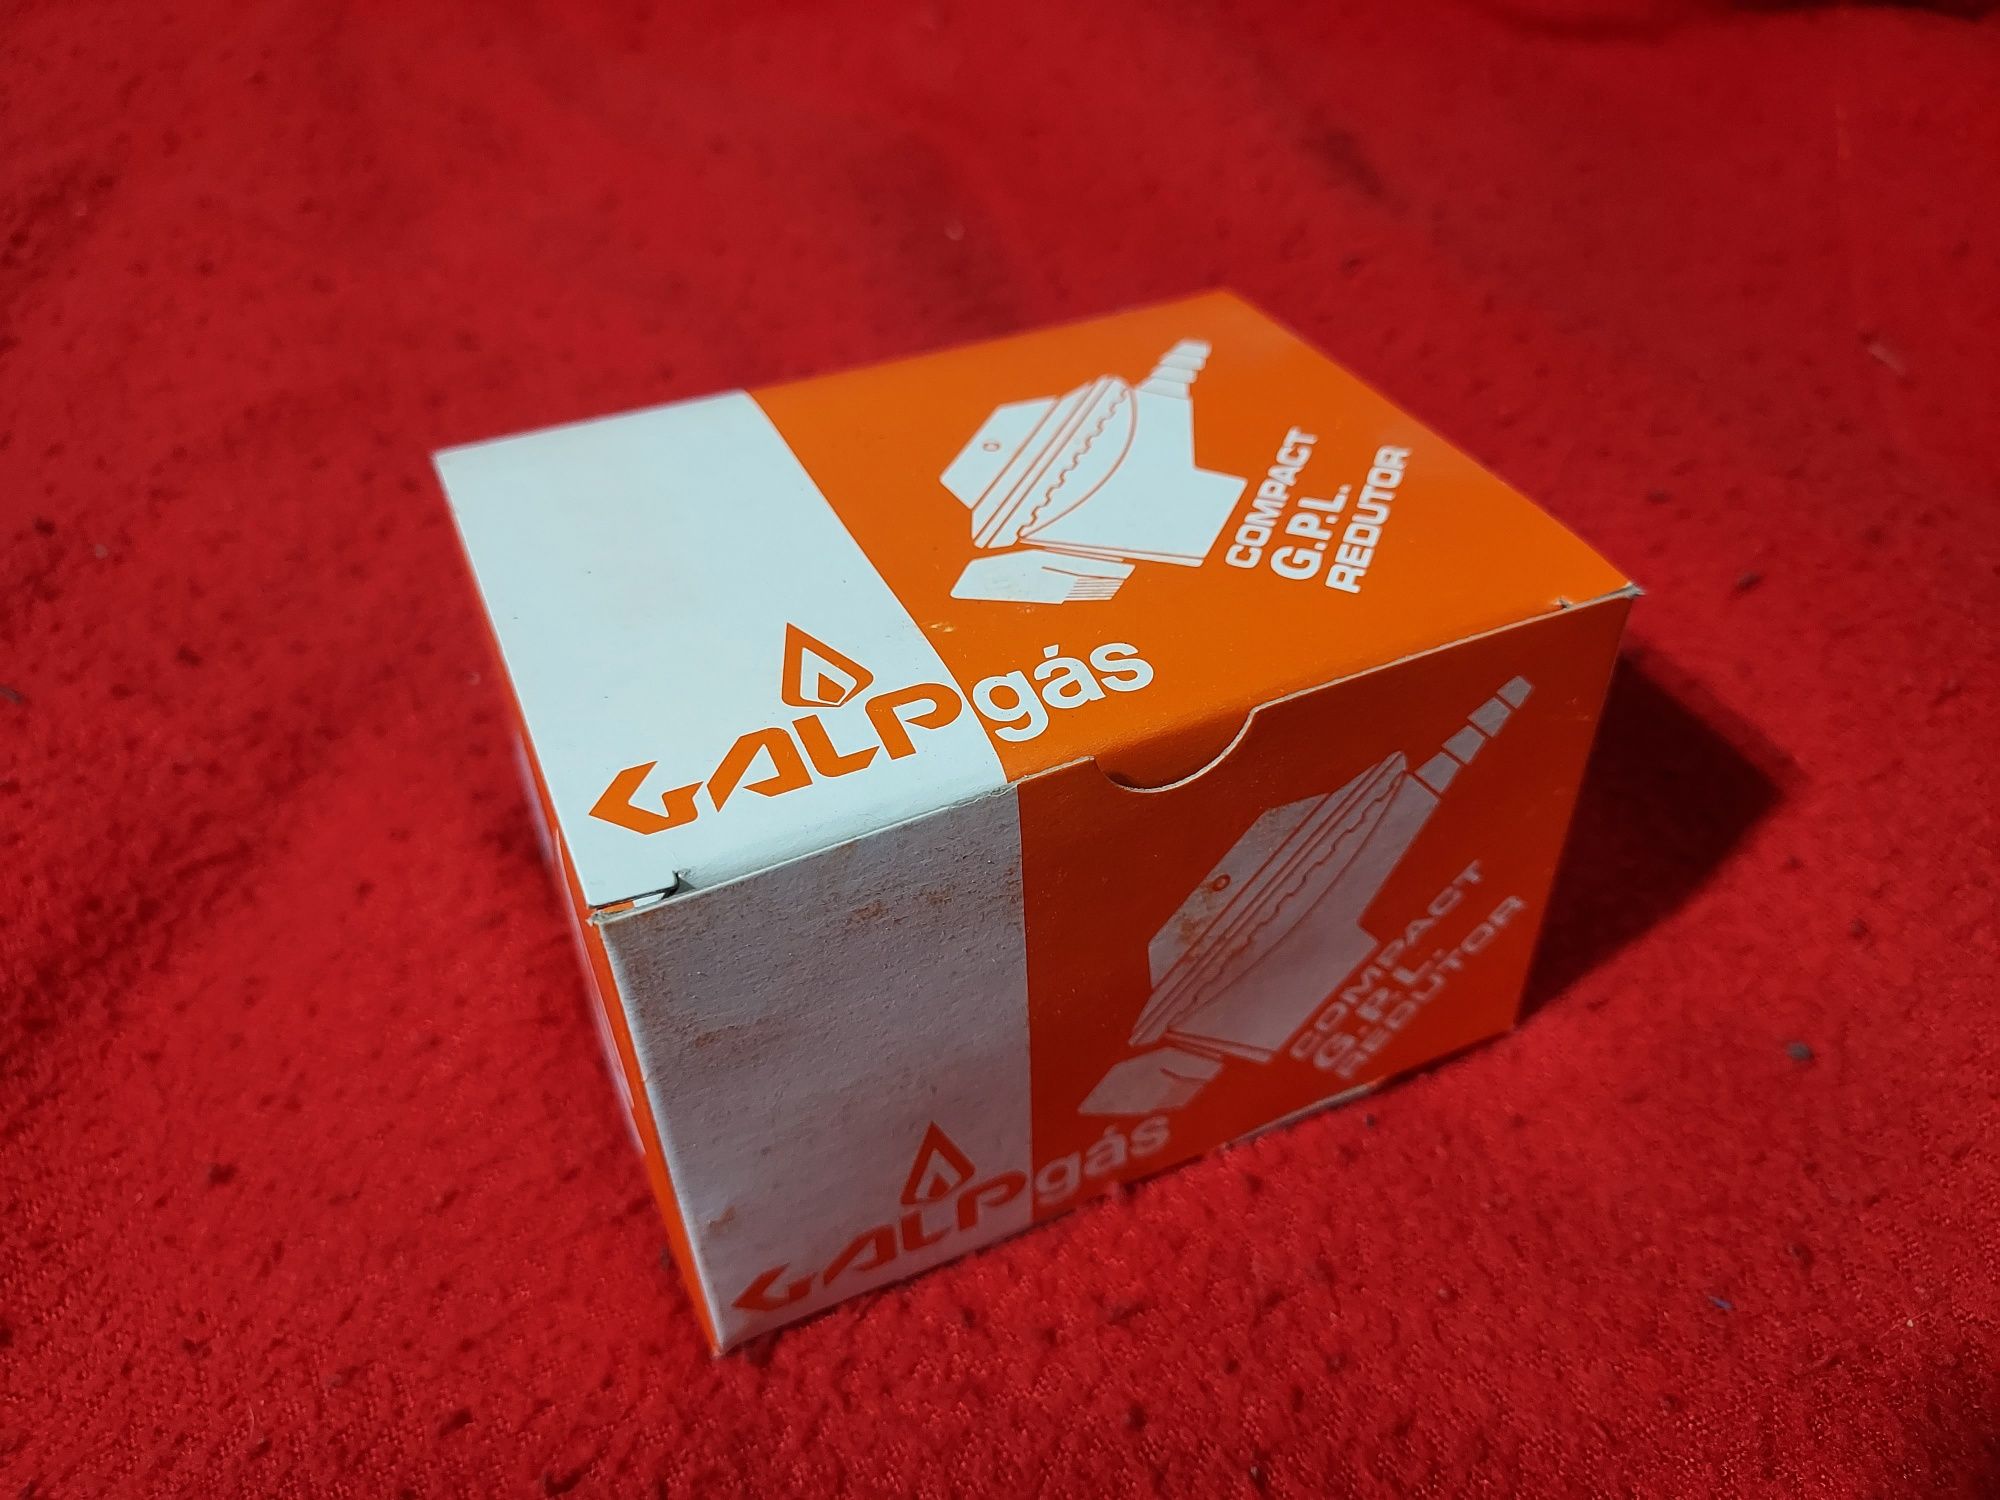 COMPACT
G.P.L.
REDUTOR
GALPgás
COMPACT
G.P.L.
REDUTOR
GALPgás